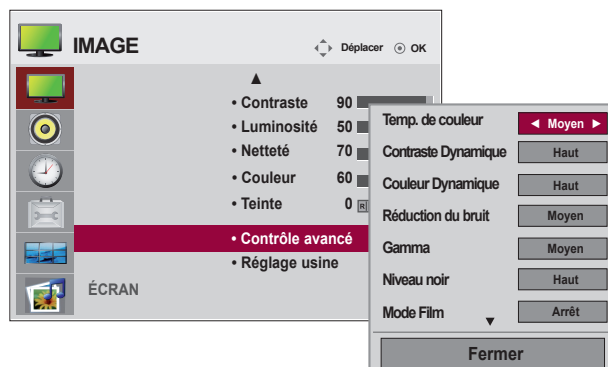 IMAGE
Déplacer OK
• Contraste 90
• Luminosité 50
• Netteté 70
• Couleur 60
• Teinte 0 R
• Contrôle avancé
• Réglage usine
ÉCRAN
Temp. de couleur Moyen
Contraste Dynamique Haut
Couleur Dynamique Haut
Réduction du bruit Moyen
Gamma Moyen
Niveau noir Haut
Mode Film Arrêt
Fermer